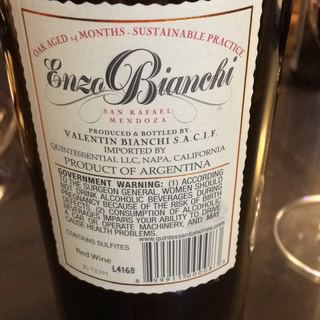 OAK AGED 14 MONTHS - SUSTAINABLE PRACTICE
Enzo Bianchi
SAN RAFAEL
MENDOZA
PRODUCED & BOTTLED BY
VALENTIN BIANCHI S.A.C.I.F.
IMPORTED BY
QUINTESSENTIAL LLC, NAPA, CALIFORNIA
PRODUCT OF ARGENTINA
GOVERNMENT WARNING: (1) ACCORDING
TO THE SURGEON GENERAL, WOMEN SHOULD
NOT DRINK ALCOHOLIC BEVERAGES DURING
PREGNANCY BECAUSE OF THE RISK OF BIRTH
DEFECTS. (2) CONSUMPTION OF ALCOHOLIC
BEVERAGES IMPAIRS YOUR ABILITY TO DRIVE
A CAR OR OPERATE MACHINERY, AND MAY
CAUSE HEALTH PROBLEMS.
www.quintessentialwines.com
CONTAINS SULFITES
Red Wine
E-72391
L4169